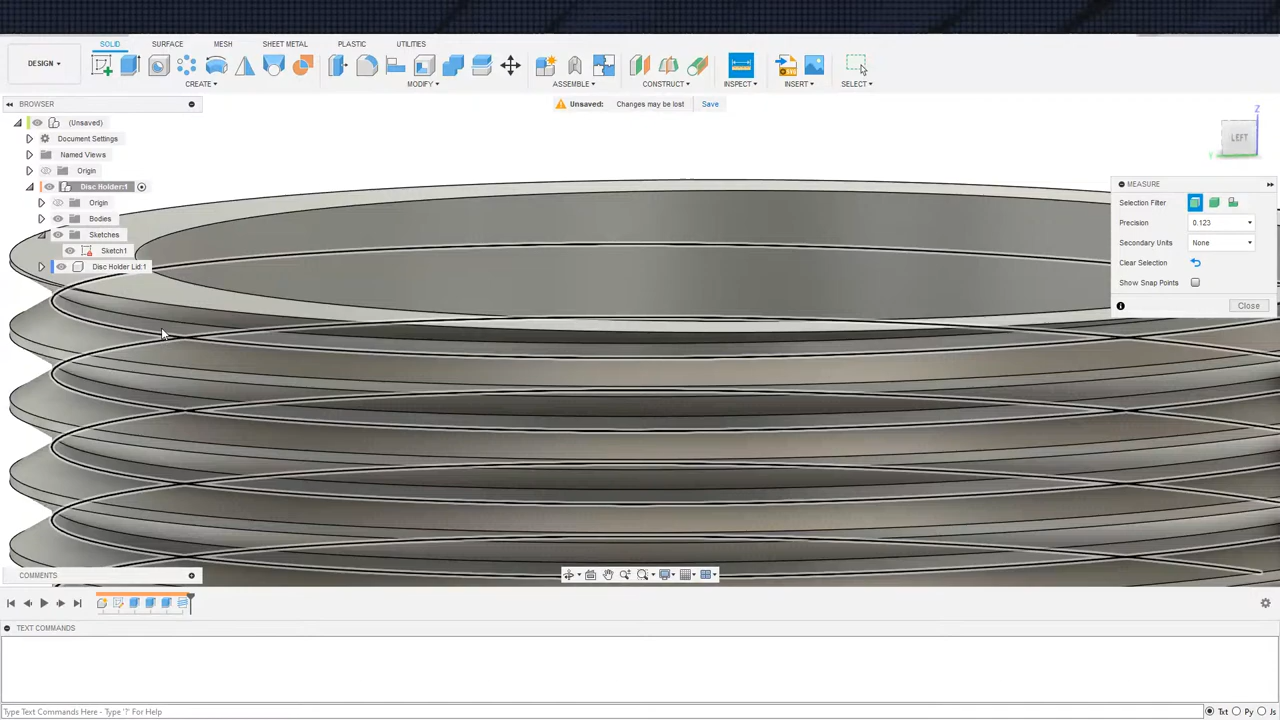 SOLID
SURFACE
MESH
SHEET METAL
PLASTIC
UTILITIES
DESIGN
CREATE
MODIFY
ASSEMBLE
CONSTRUCT
INSPECT
INSERT
SELECT
BROWSER
Unsaved: Changes may be lost Save
(Unsaved)
Document Settings
Named Views
Origin
Disc Holder:1
Origin
Bodies
Sketches
Sketch1
Disc Holder Lid:1
Z
LEFT
MEASURE
Selection Filter
Precision 0.123
Secondary Units None
Clear Selection
Show Snap Points
Close
COMMENTS
TEXT COMMANDS
Type Text Commands Here - Type '?' For Help
Txt Py Js